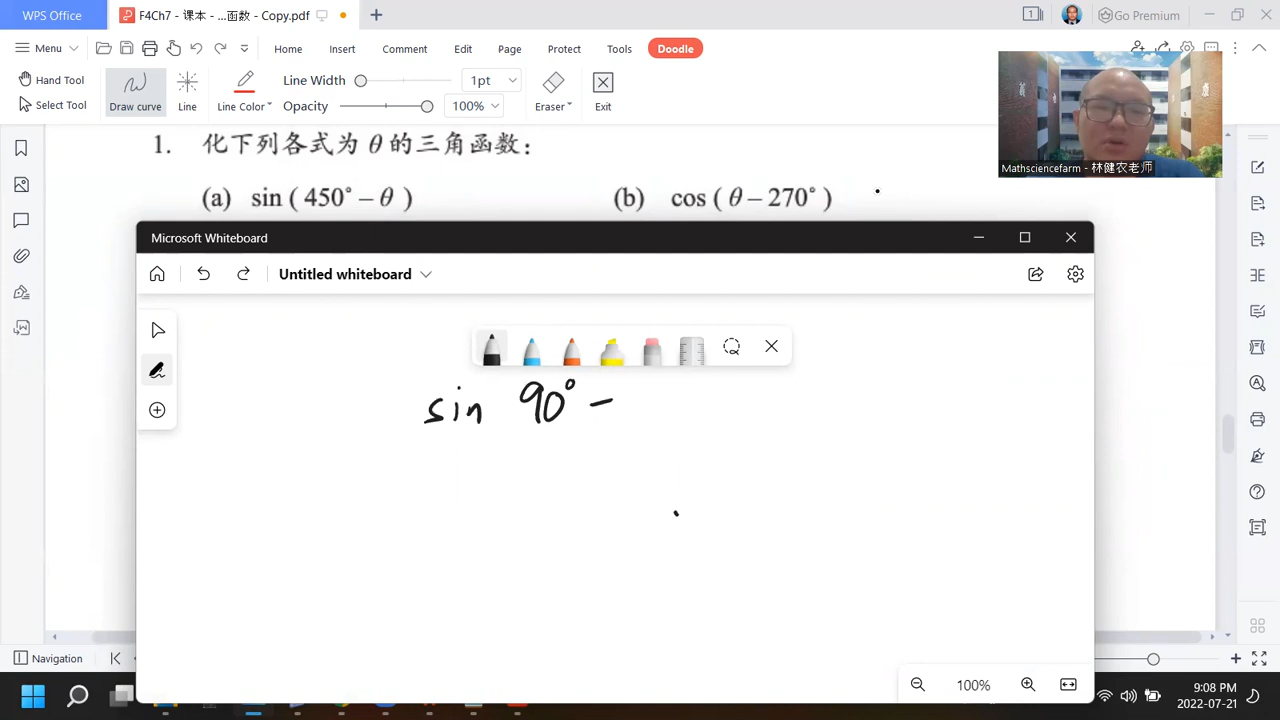 WPS Office
F4Ch7 - 课本 - ...函数 - Copy.pdf
1
Go Premium
Menu
Home
Insert
Comment
Edit
Page
Protect
Tools
Doodle
Hand Tool
Select Tool
Draw curve
Line
Line Color
Line Width
1pt
Opacity
100%
Eraser
Exit
Mathsciencefarm - 林健农老师
1. 化下列各式为 θ 的三角函数：
(a) sin ( 450° – θ )
(b) cos ( θ – 270° )
Microsoft Whiteboard
Untitled whiteboard
sin 90° –
Navigation
100%
9:08 PM
2022-07-21